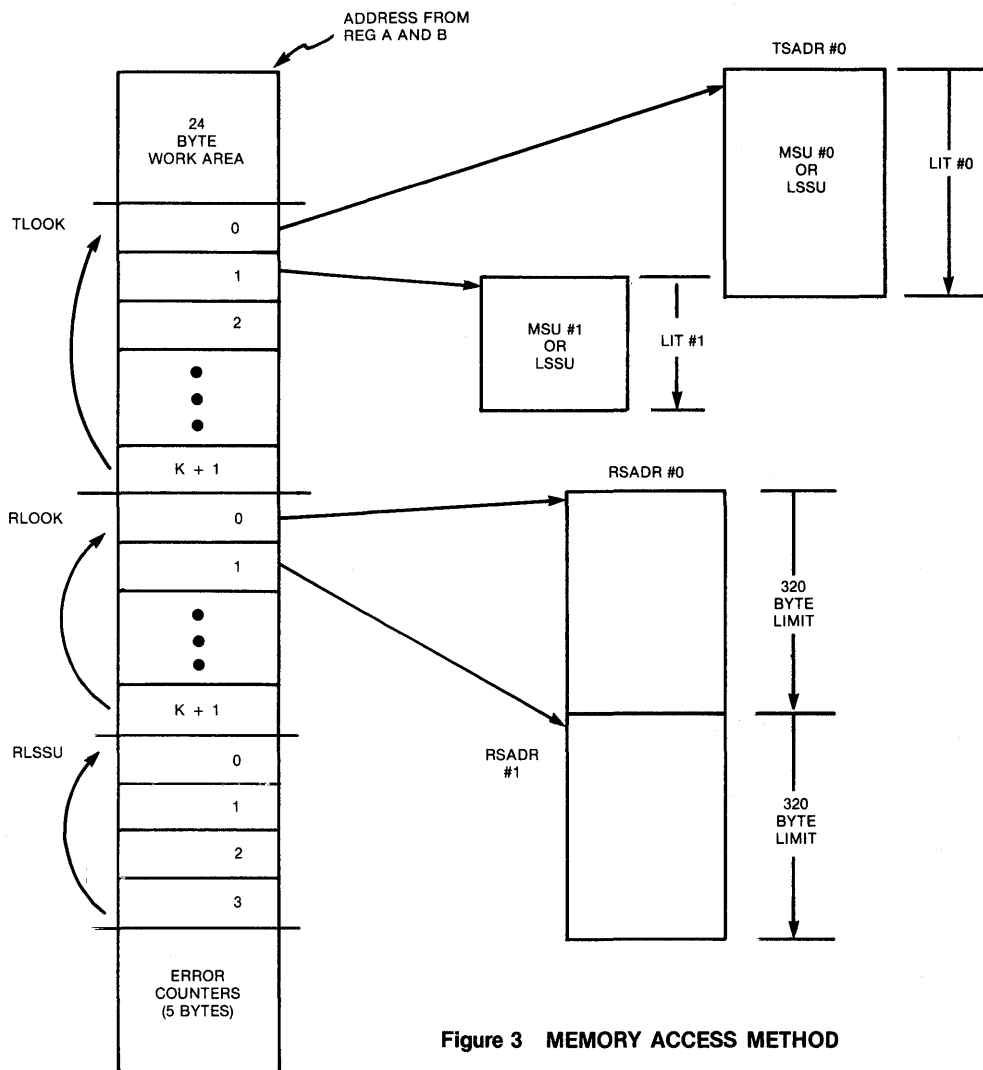 ADDRESS FROM
REG A AND B
24
BYTE
WORK AREA
TLOOK
0
1
2
K + 1
TSADR #0
MSU #0
OR
LSSU
LIT #0
MSU #1
OR
LSSU
LIT #1
RLOOK
0
1
K + 1
RSADR #0
320
BYTE
LIMIT
RSADR
#1
320
BYTE
LIMIT
RLSSU
0
1
2
3
ERROR
COUNTERS
(5 BYTES)
Figure 3 MEMORY ACCESS METHOD